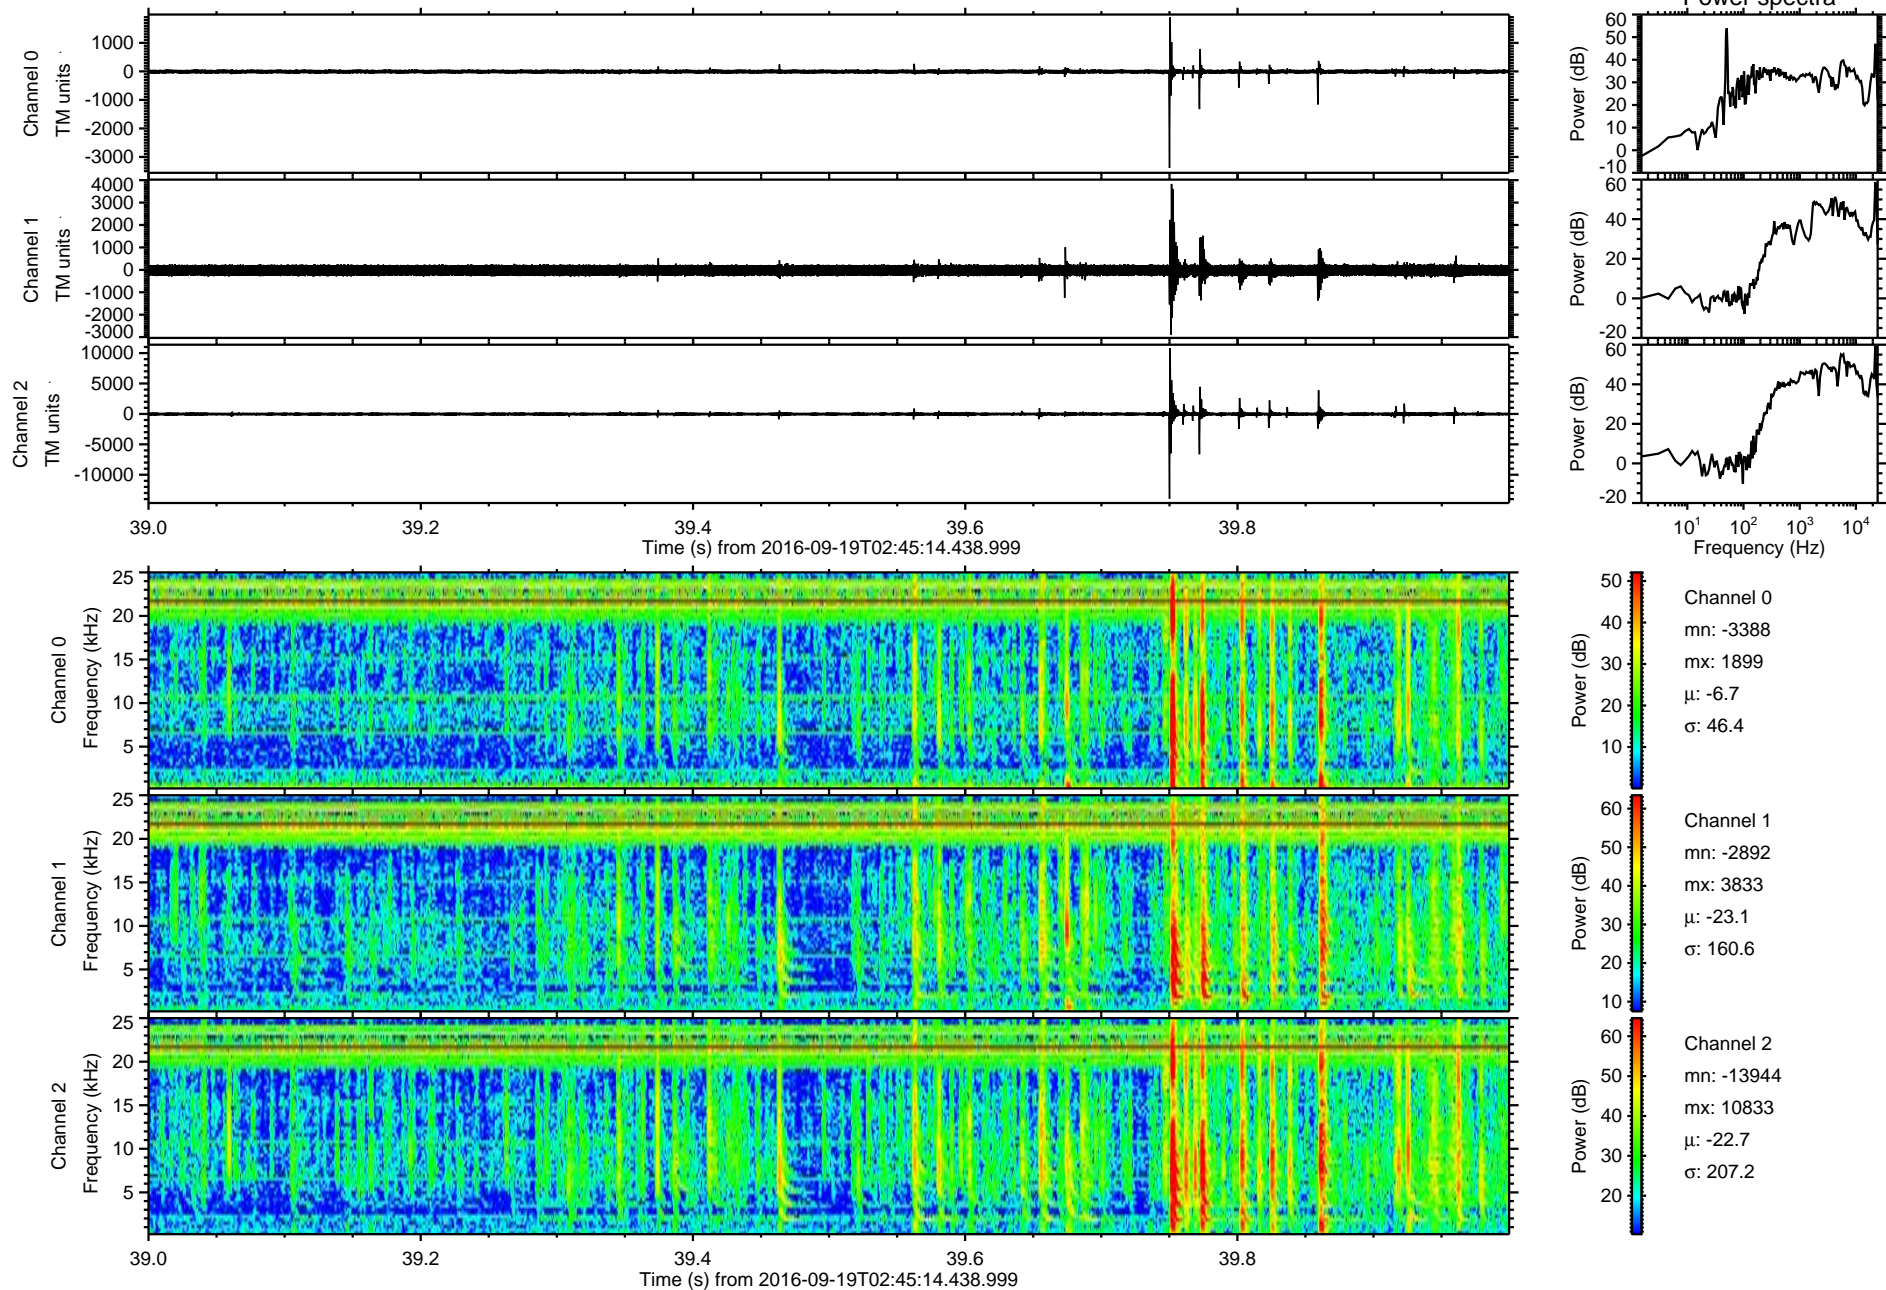 Power spectra
Channel 0
TM units
1000
0
-1000
-2000
-3000
Power (dB)
60
50
40
30
20
10
0
-10
Channel 1
TM units
4000
3000
2000
1000
0
-1000
-2000
-3000
Power (dB)
60
40
20
0
-20
Channel 2
TM units
10000
5000
0
-5000
-10000
Power (dB)
60
40
20
0
-20
39.0 39.2 39.4 39.6 39.8
Time (s) from 2016-09-19T02:45:14.438.999
10^1 10^2 10^3 10^4
Frequency (Hz)
Channel 0
Frequency (kHz)
25
20
15
10
5
Power (dB)
50
40
30
20
10
Channel 0
mn: -3388
mx: 1899
μ: -6.7
σ: 46.4
Channel 1
Frequency (kHz)
25
20
15
10
5
Power (dB)
60
50
40
30
20
10
Channel 1
mn: -2892
mx: 3833
μ: -23.1
σ: 160.6
Channel 2
Frequency (kHz)
25
20
15
10
5
Power (dB)
60
50
40
30
20
Channel 2
mn: -13944
mx: 10833
μ: -22.7
σ: 207.2
39.0 39.2 39.4 39.6 39.8
Time (s) from 2016-09-19T02:45:14.438.999